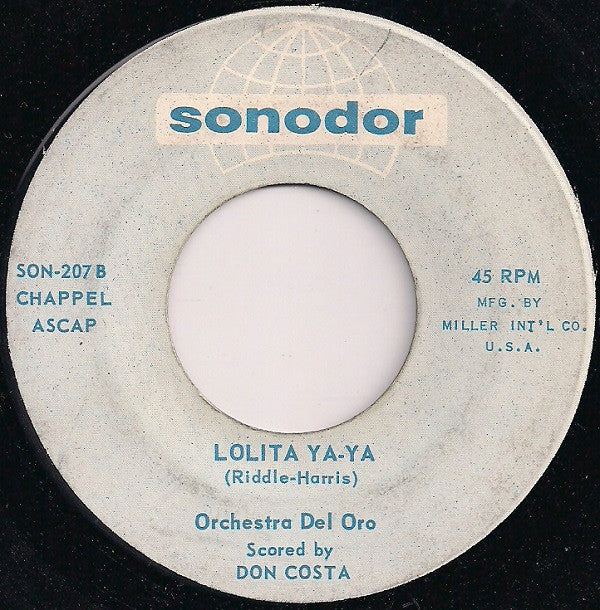 sonodor
SON-207 B
CHAPPEL
ASCAP
45 RPM
MFG. BY
MILLER INT'L CO.
U.S.A.
LOLITA YA-YA
(Riddle-Harris)
Orchestra Del Oro
Scored by
DON COSTA